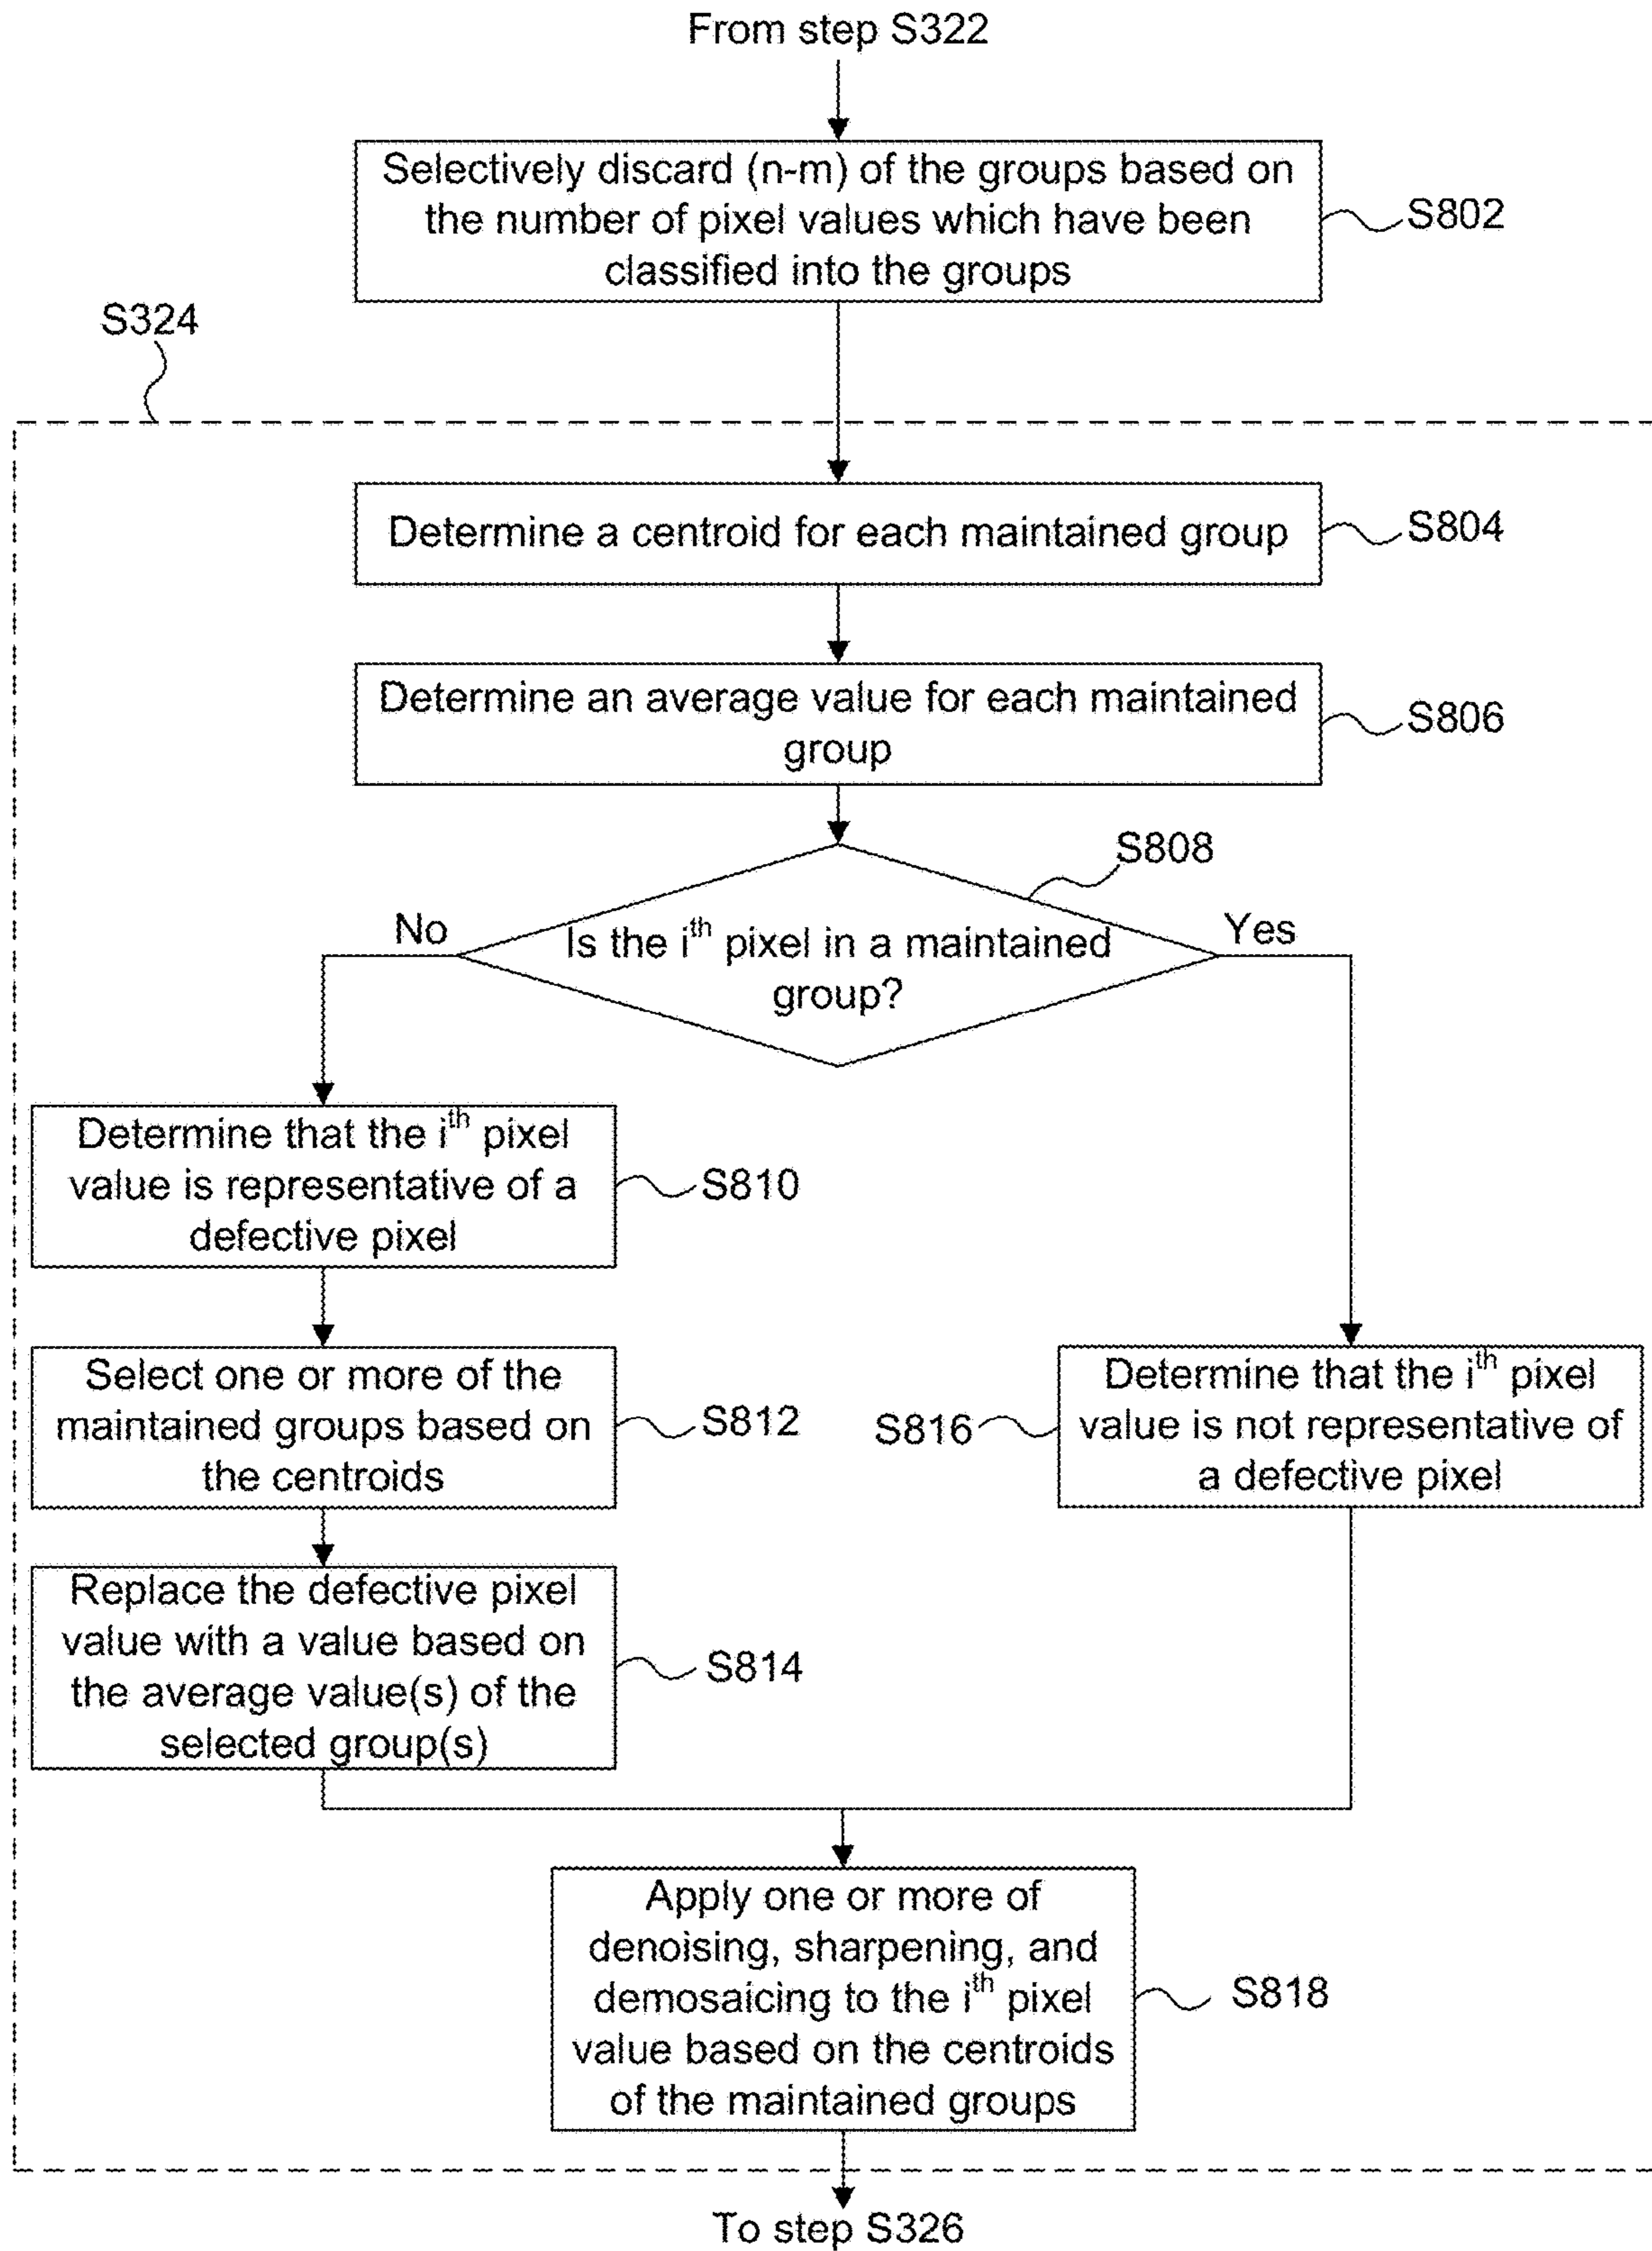 From step S322
Selectively discard (n-m) of the groups based on
the number of pixel values which have been
classified into the groups
S802
S324
Determine a centroid for each maintained group
S804
Determine an average value for each maintained
group
S806
S808
No
Yes
Is the i^th pixel in a maintained
group?
Determine that the i^th pixel
value is representative of a
defective pixel
S810
Select one or more of the
maintained groups based on
the centroids
S812
S816
Determine that the i^th pixel
value is not representative of
a defective pixel
Replace the defective pixel
value with a value based on
the average value(s) of the
selected group(s)
S814
Apply one or more of
denoising, sharpening, and
demosaicing to the i^th pixel
value based on the centroids
of the maintained groups
S818
To step S326